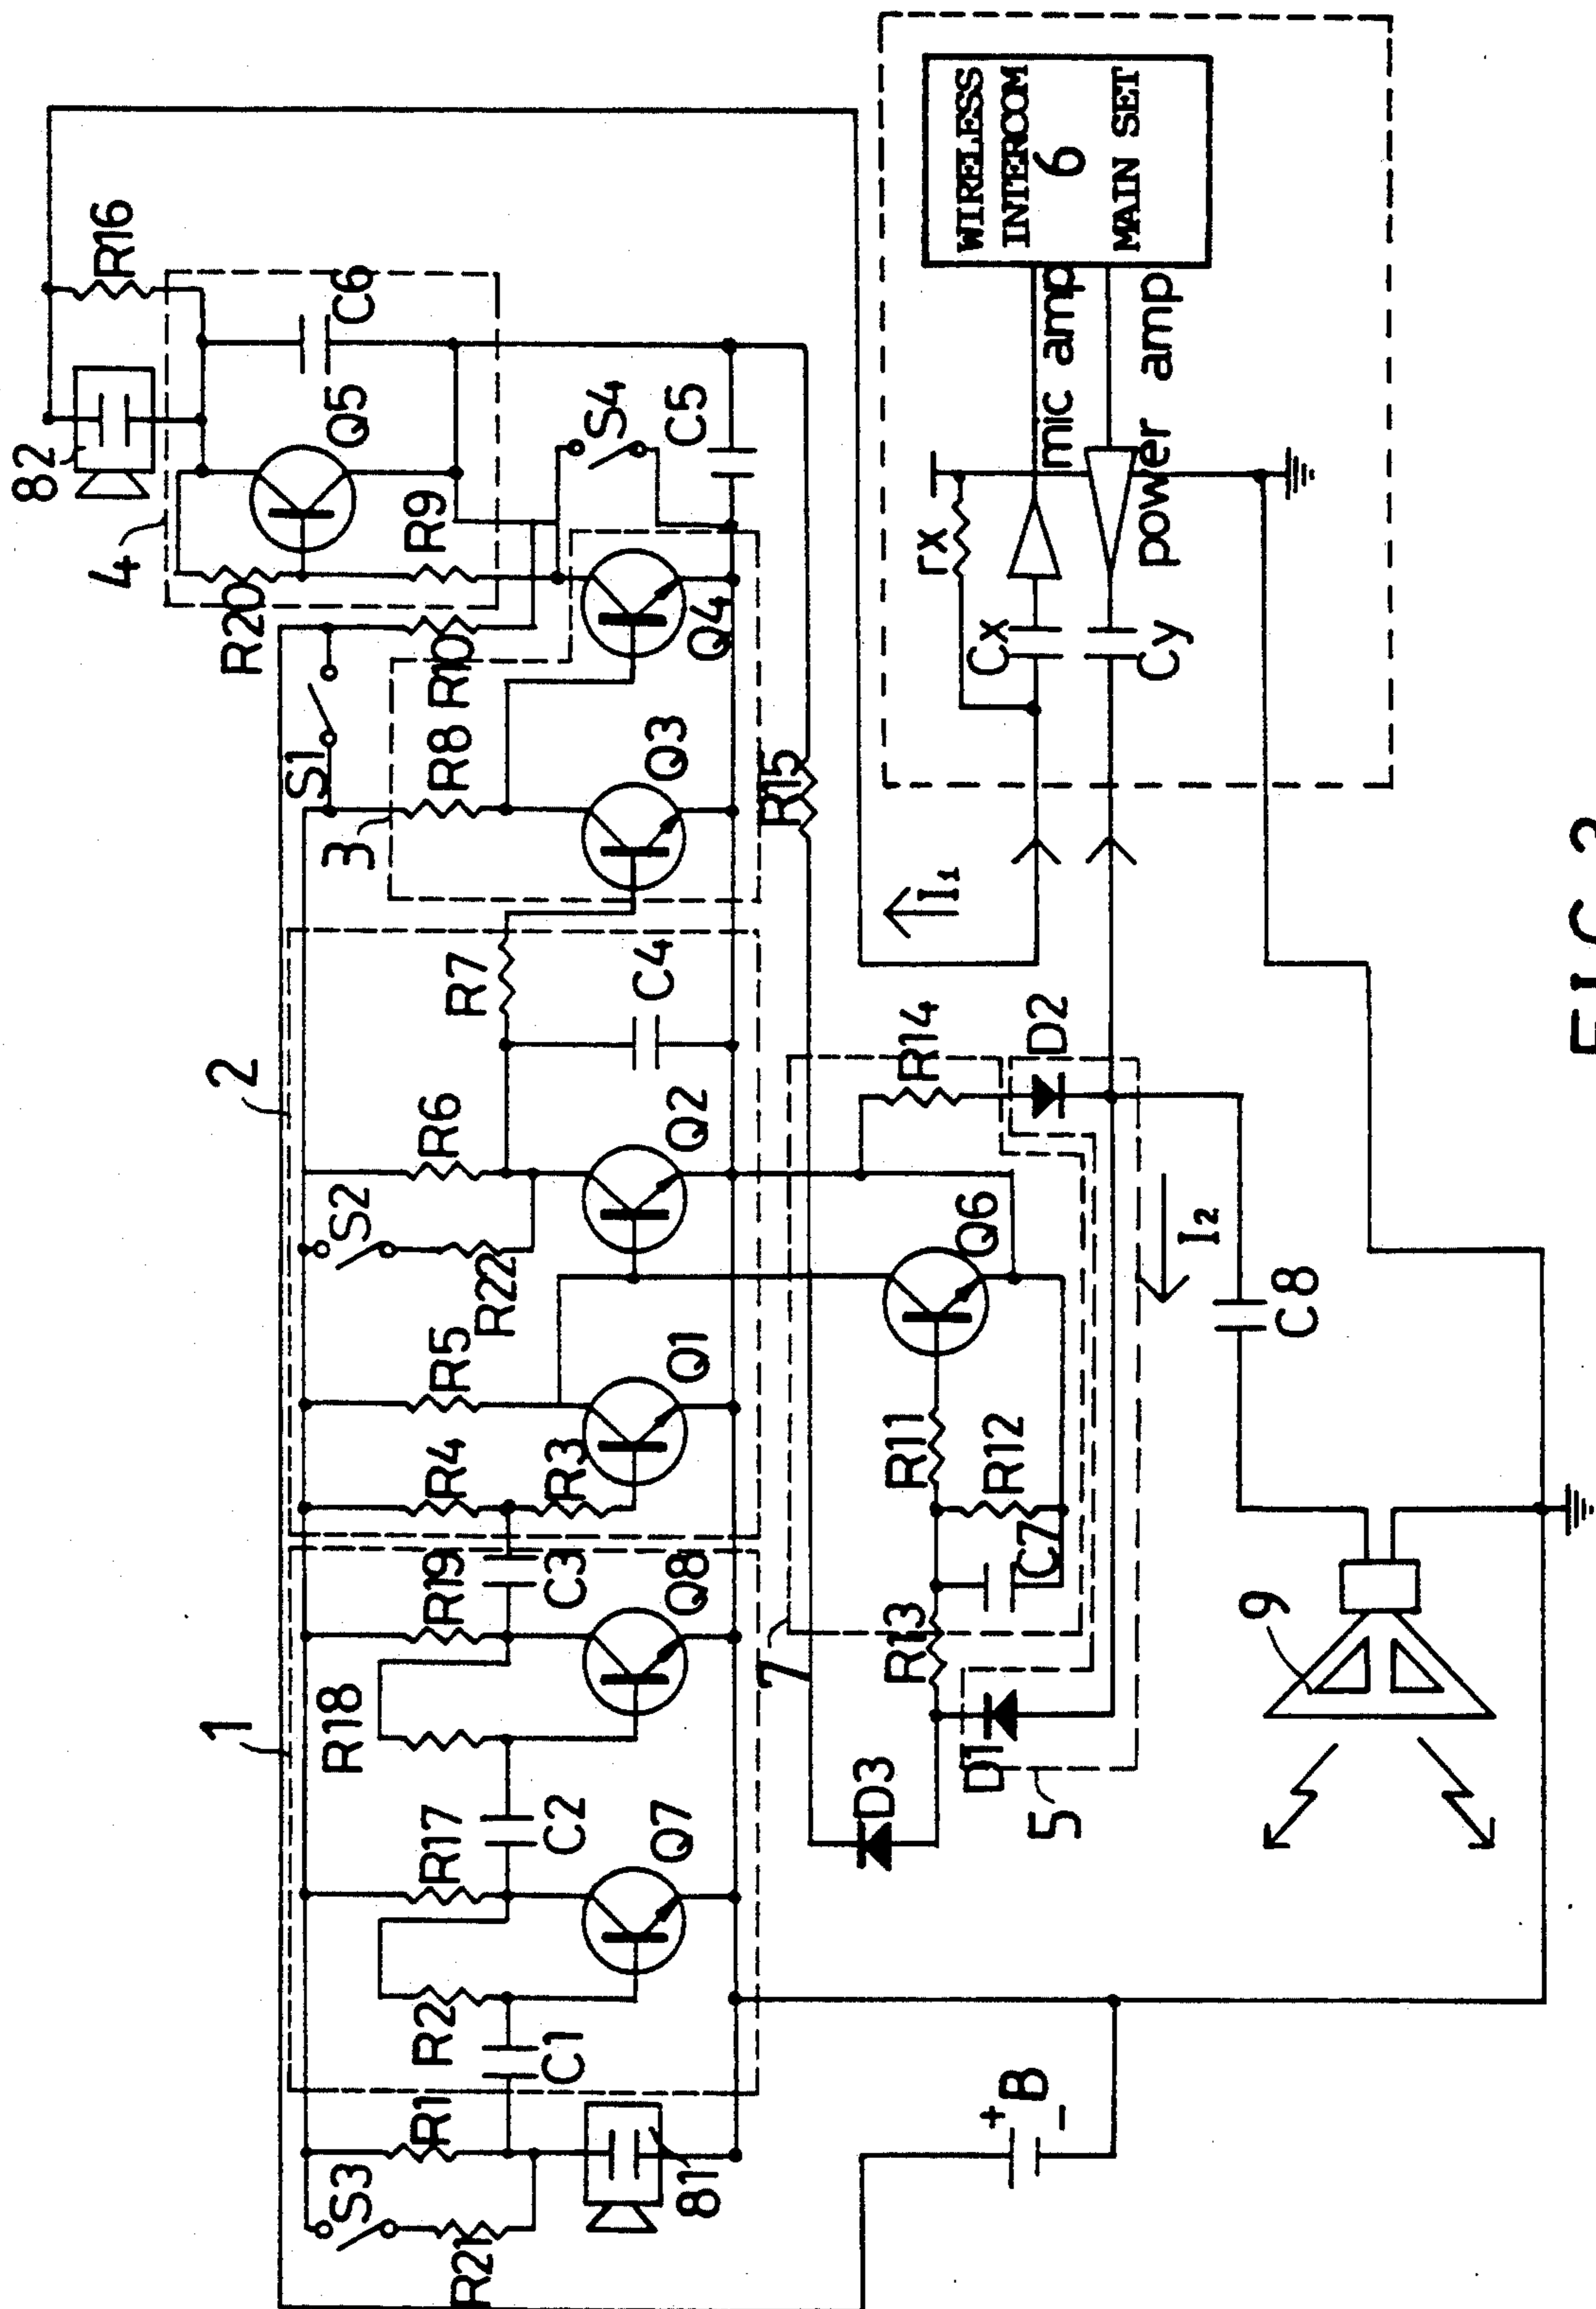 82
R16
4
C6
Q5
R20
R9
S4
C5
S1
R10
3
R8
Q3
Q4
R15
2
R7
C4
R6
S2
Q2
R22
R5
Q1
R4
R3
1
R19
C3
Q8
R18
R17
C2
Q7
R2
C1
R1
S3
R21
81
WIRELESS
INTERCOM
6
MAIN SET
mic amp
power amp
rx
Cx
Cy
I1
R14
D2
Q6
I2
R11
R12
C7
R13
7
D1
D3
5
C8
9
+
B
-